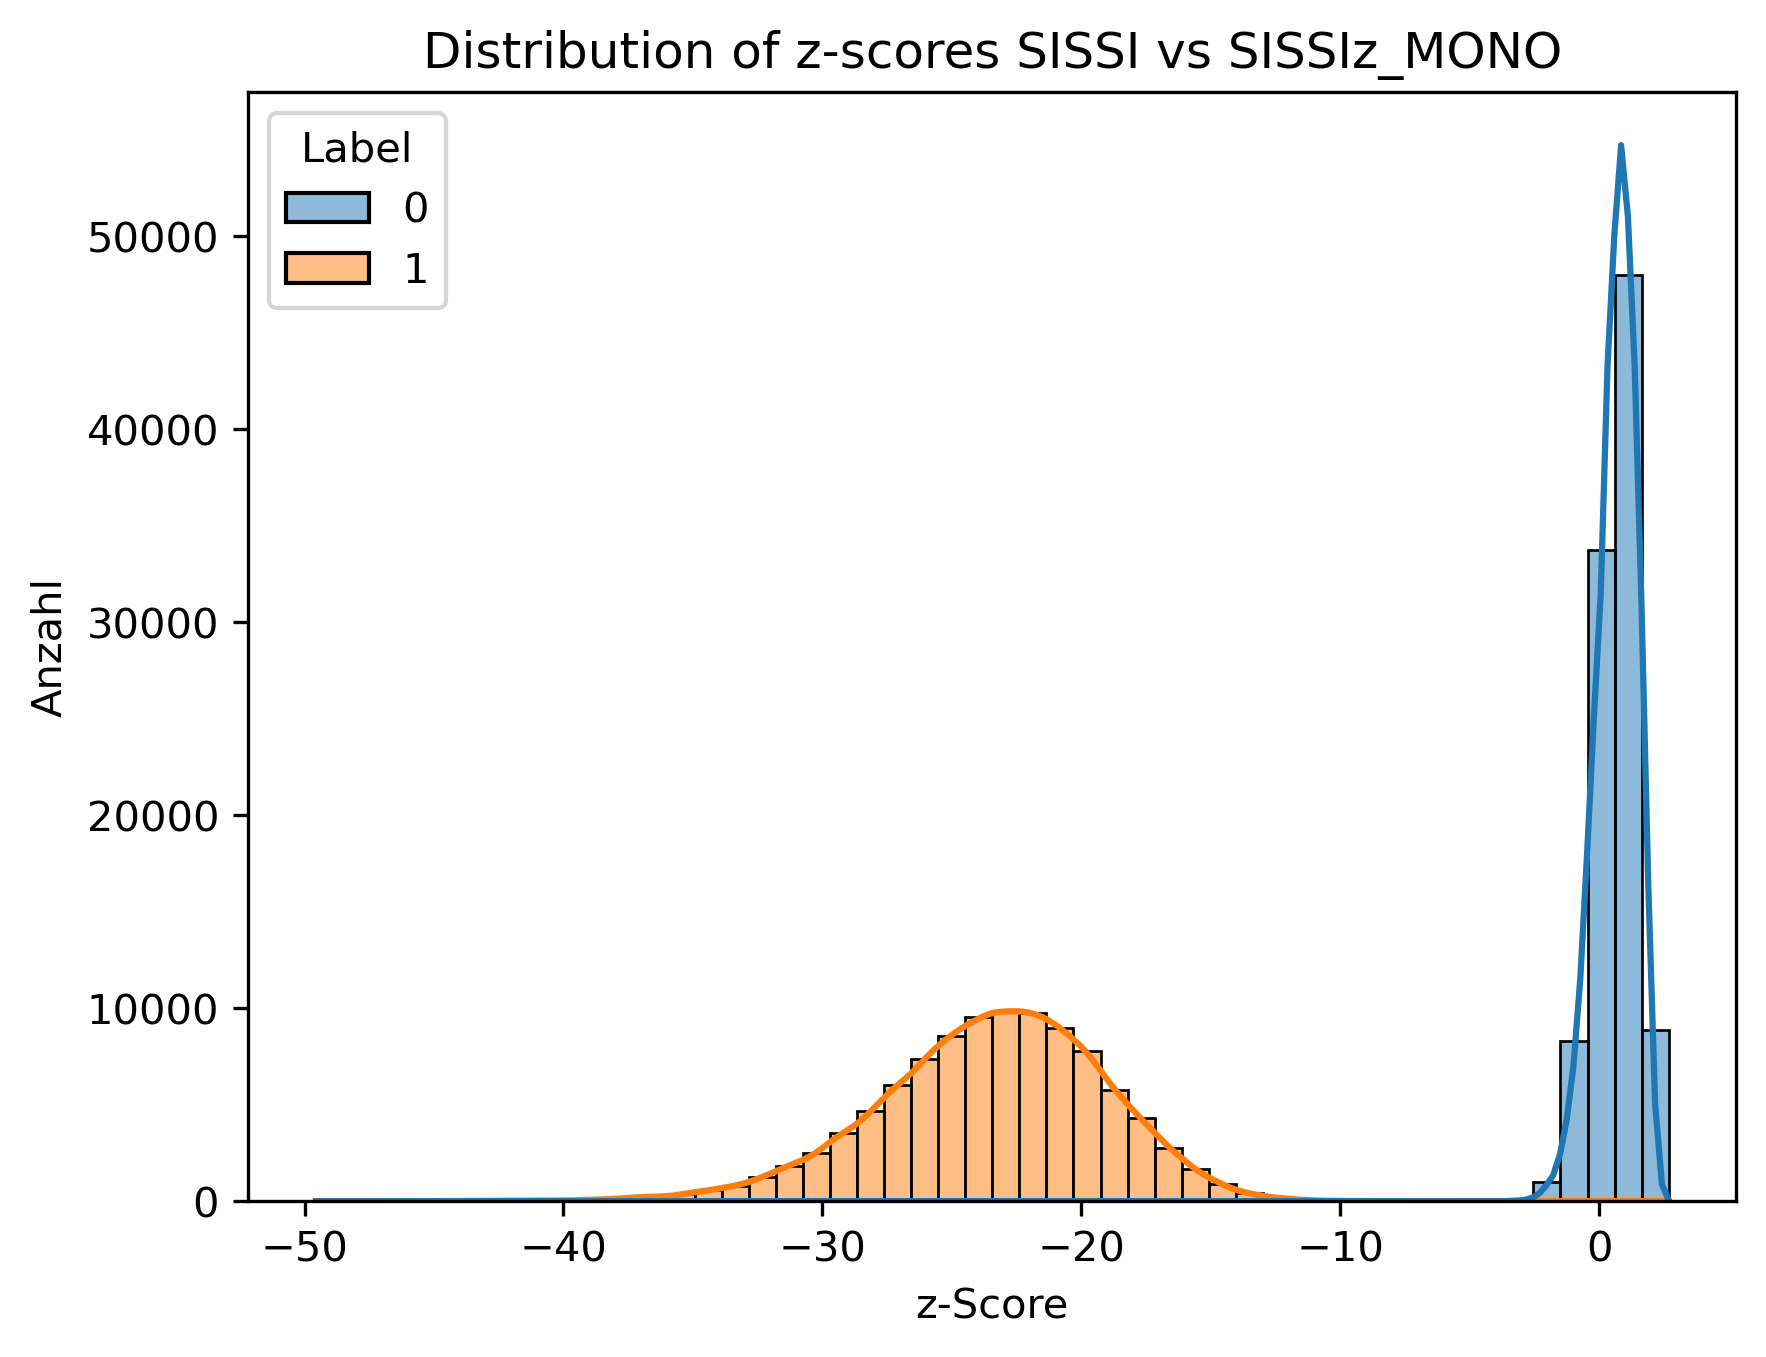 Distribution of z-scores SISSI vs SISSIz_MONO
Label
0
1
Anzahl
50000
40000
30000
20000
10000
0
−50 −40 −30 −20 −10 0
z-Score